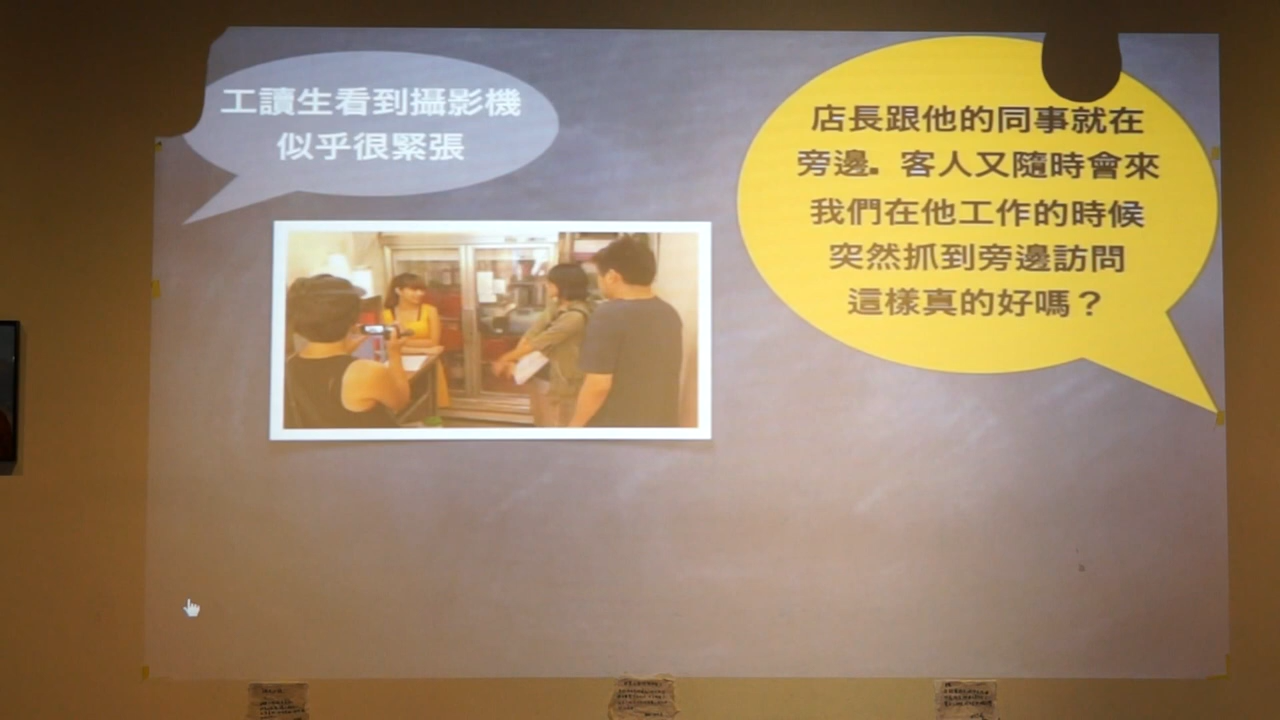 工讀生看到攝影機
似乎很緊張
店長跟他的同事就在
旁邊. 客人又隨時會來
我們在他工作的時候
突然抓到旁邊訪問
這樣真的好嗎？